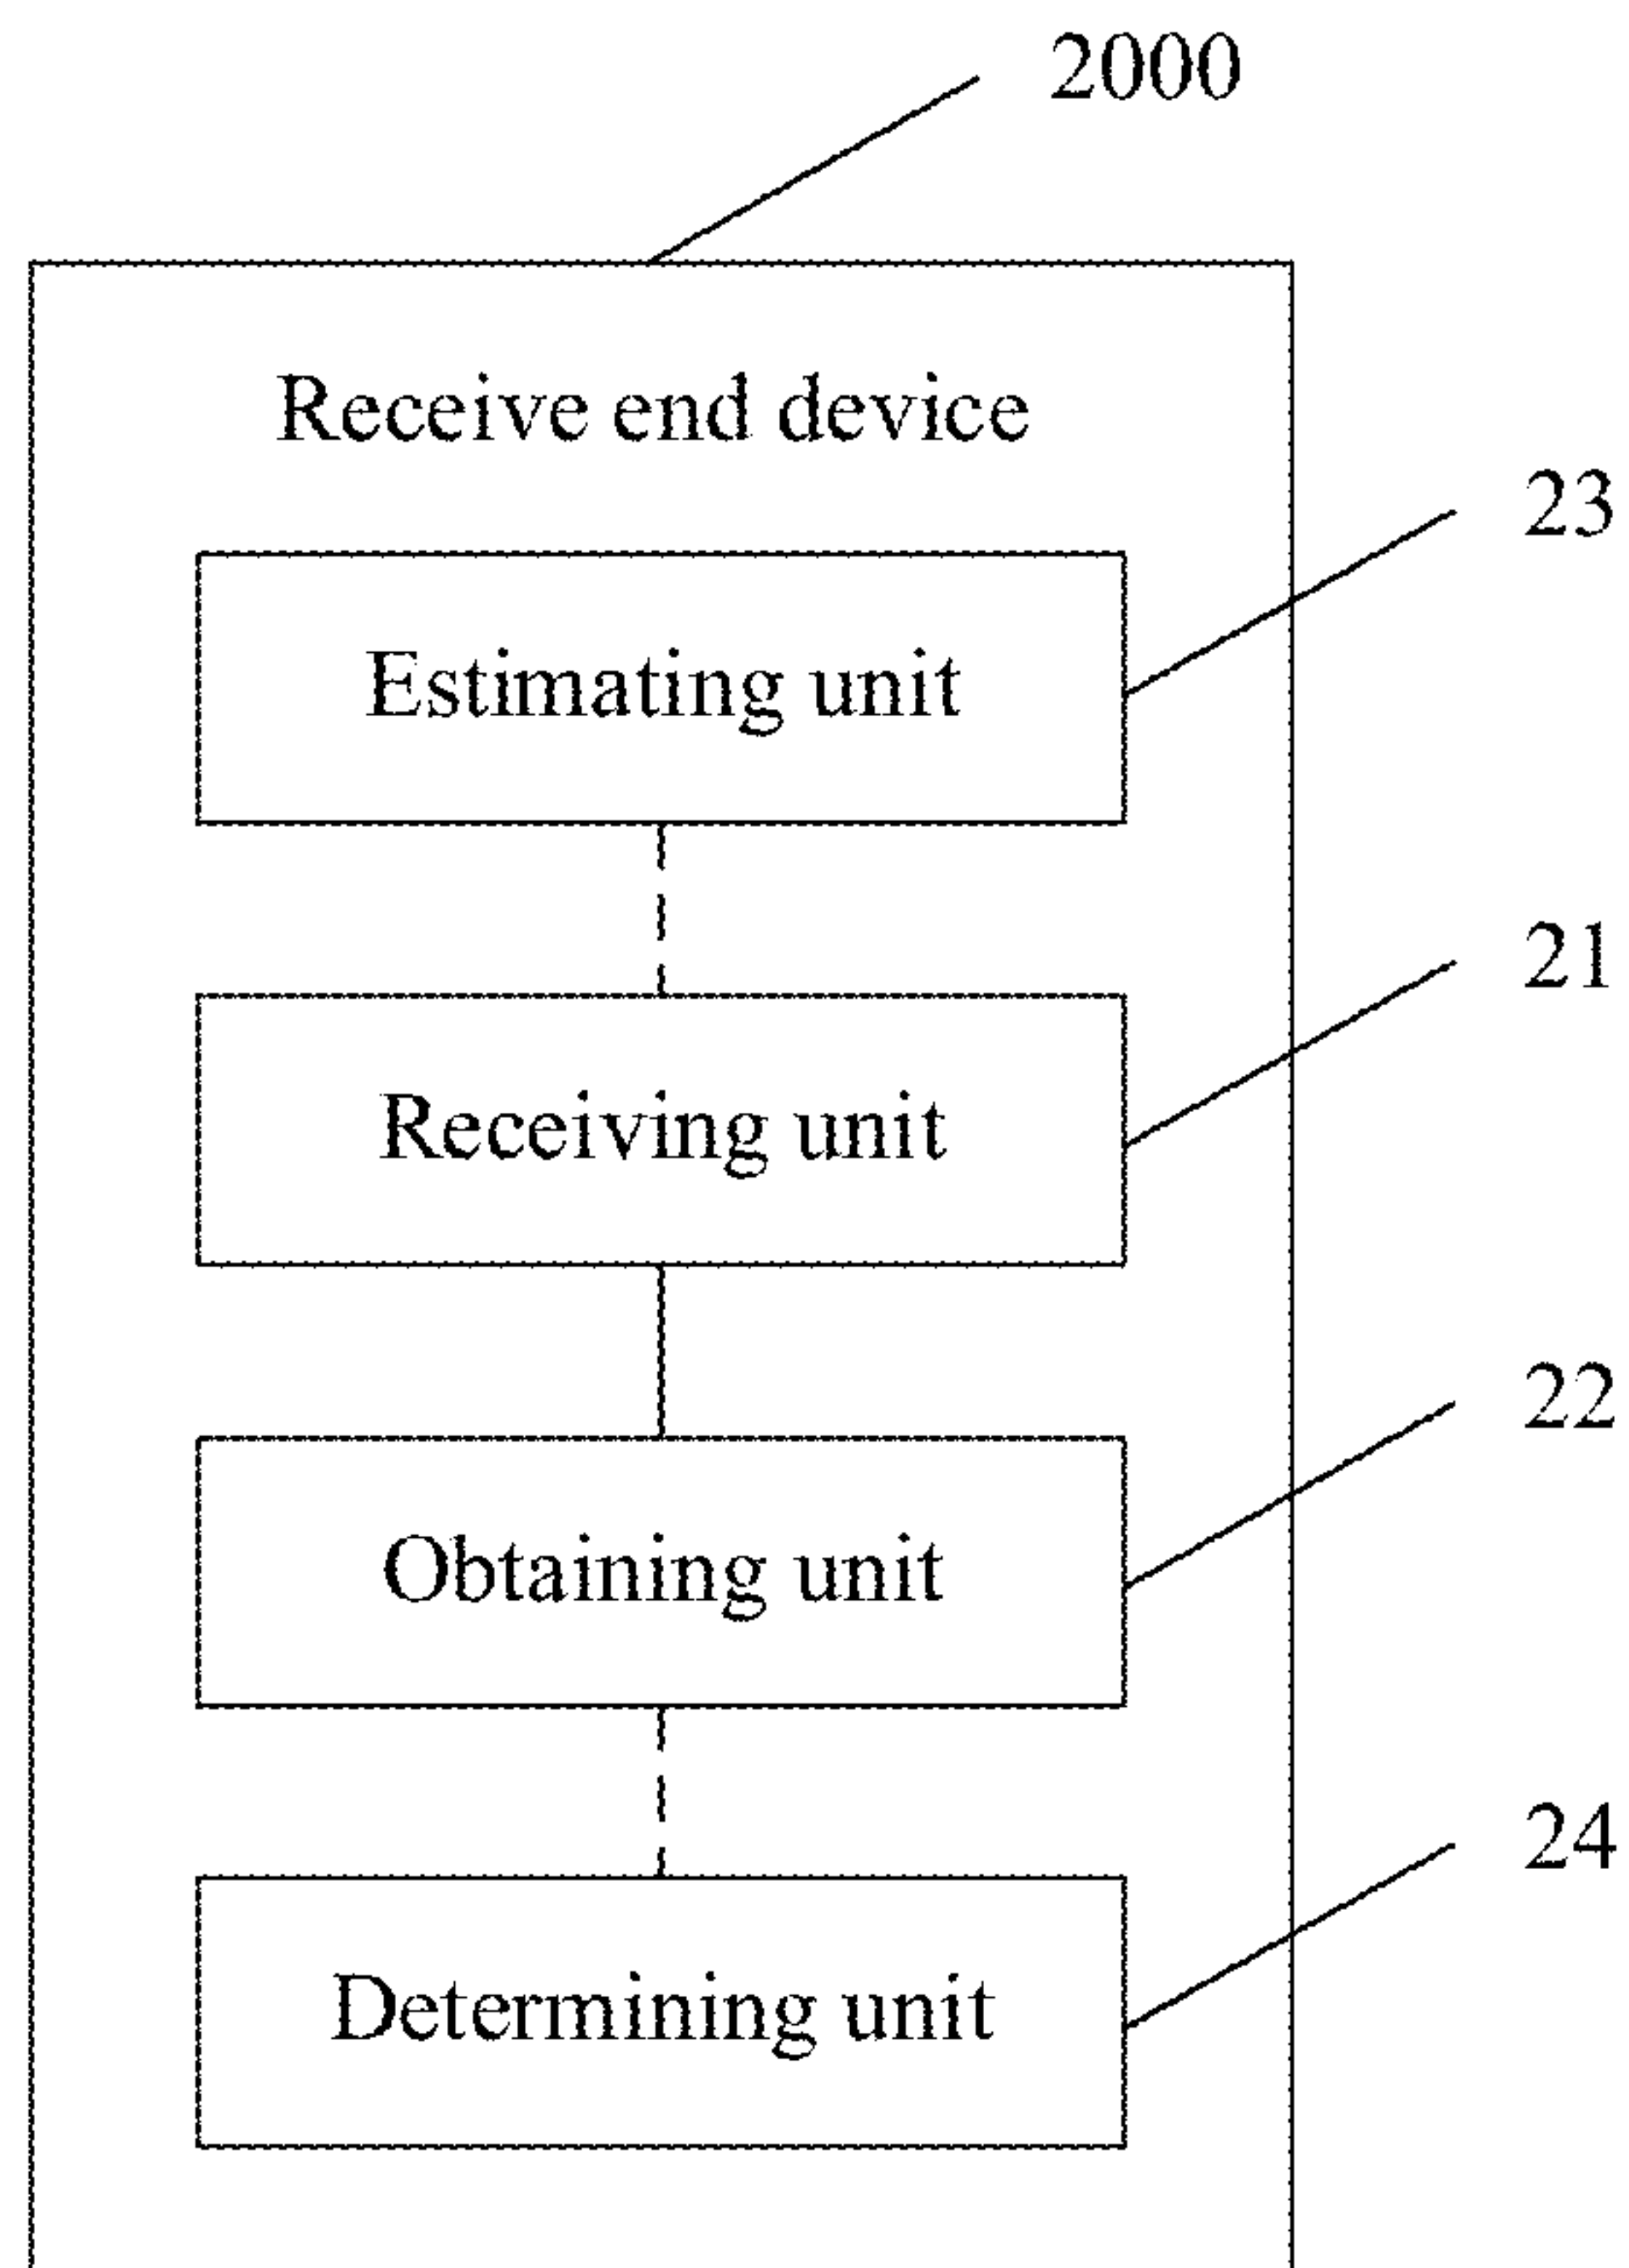 2000
Receive end device
23
Estimating unit
21
Receiving unit
22
Obtaining unit
24
Determining unit